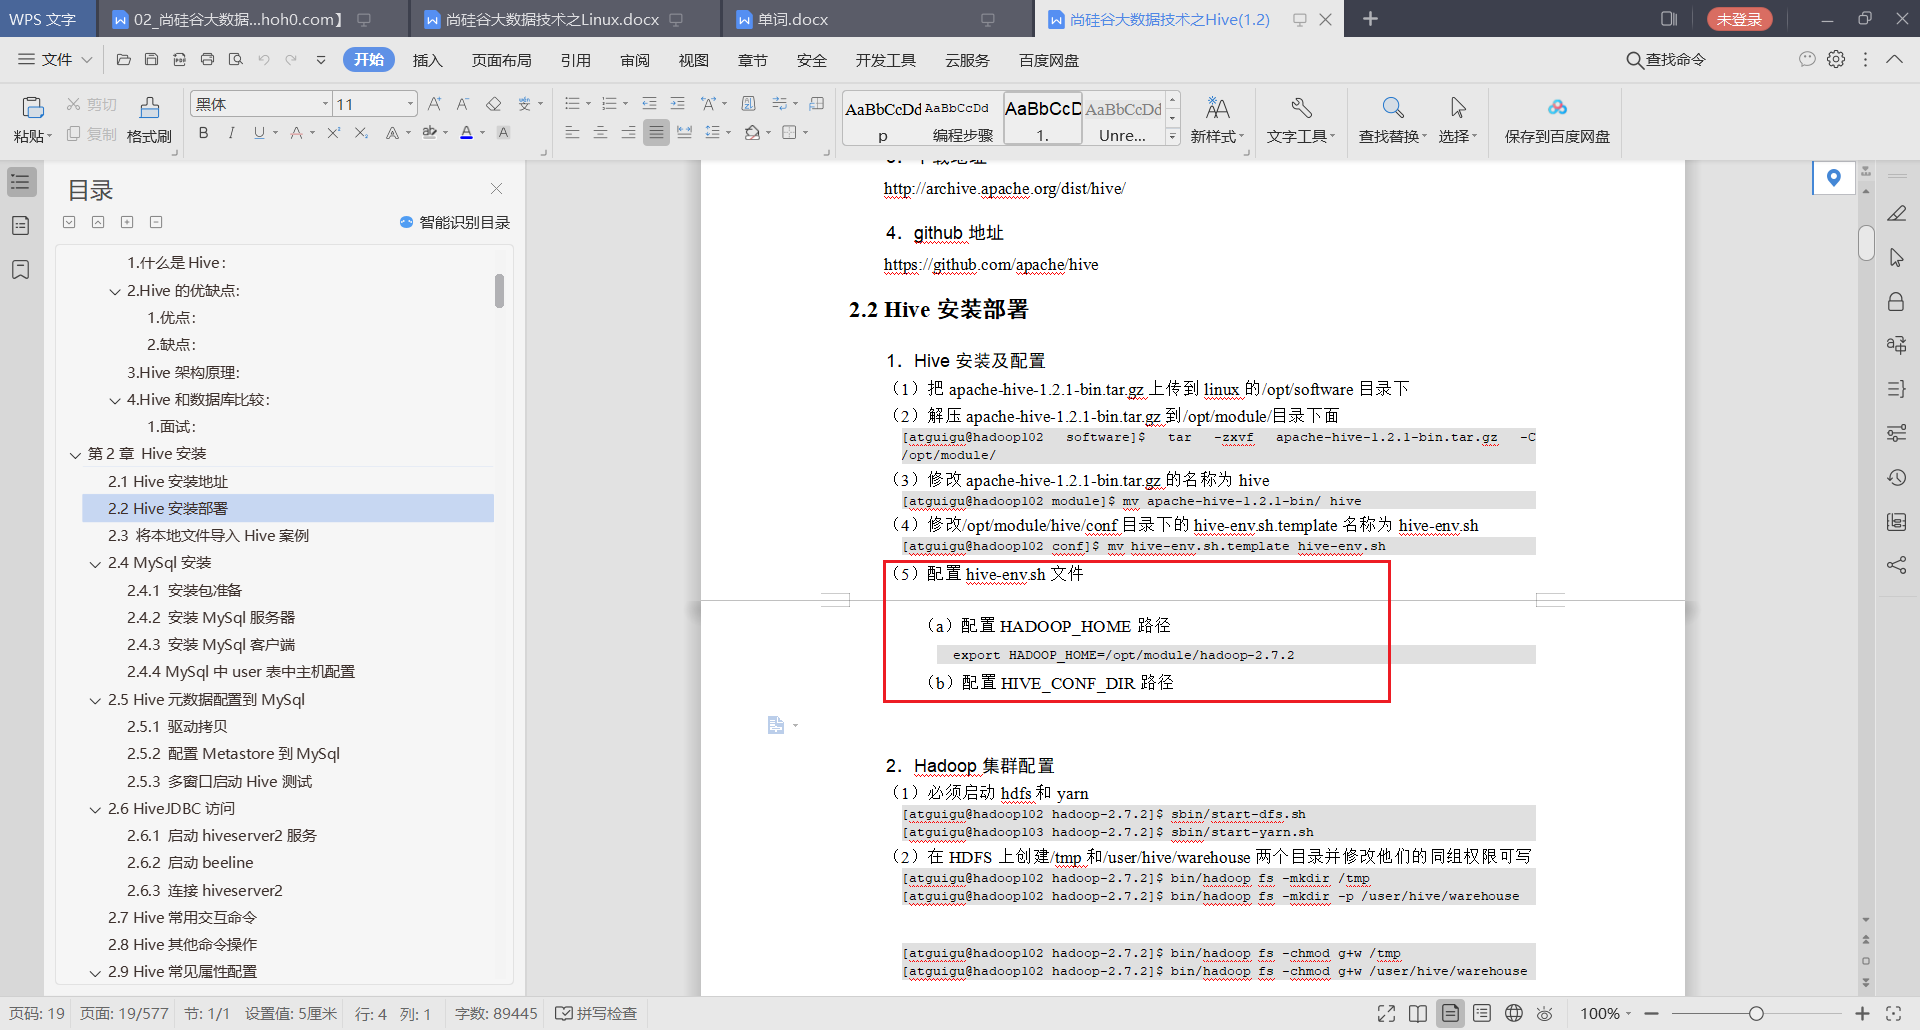 WPS 文字
02_尚硅谷大数据...hoh0.com】
尚硅谷大数据技术之Linux.docx
单词.docx
尚硅谷大数据技术之Hive(1.2)
未登录
文件
开始
插入
页面布局
引用
审阅
视图
章节
安全
开发工具
云服务
百度网盘
查找命令
粘贴
剪切
复制
格式刷
黑体
11
AaBbCcDd
p
AaBbCcDd
编程步骤
AaBbCcD
1.
AaBbCcDd
Unre...
新样式
文字工具
查找替换
选择
保存到百度网盘
目录
智能识别目录
1.什么是 Hive：
2.Hive 的优缺点：
1.优点：
2.缺点：
3.Hive 架构原理：
4.Hive 和数据库比较：
1.面试：
第 2 章 Hive 安装
2.1 Hive 安装地址
2.2 Hive 安装部署
2.3 将本地文件导入 Hive 案例
2.4 MySql 安装
2.4.1 安装包准备
2.4.2 安装 MySql 服务器
2.4.3 安装 MySql 客户端
2.4.4 MySql 中 user 表中主机配置
2.5 Hive 元数据配置到 MySql
2.5.1 驱动拷贝
2.5.2 配置 Metastore 到 MySql
2.5.3 多窗口启动 Hive 测试
2.6 HiveJDBC 访问
2.6.1 启动 hiveserver2 服务
2.6.2 启动 beeline
2.6.3 连接 hiveserver2
2.7 Hive 常用交互命令
2.8 Hive 其他命令操作
2.9 Hive 常见属性配置
3．下载地址
http://archive.apache.org/dist/hive/
4．github 地址
https://github.com/apache/hive
2.2 Hive 安装部署
1．Hive 安装及配置
（1）把 apache-hive-1.2.1-bin.tar.gz 上传到 linux 的/opt/software 目录下
（2）解压 apache-hive-1.2.1-bin.tar.gz 到/opt/module/目录下面
[atguigu@hadoop102 software]$ tar -zxvf apache-hive-1.2.1-bin.tar.gz -C
/opt/module/
（3）修改 apache-hive-1.2.1-bin.tar.gz 的名称为 hive
[atguigu@hadoop102 module]$ mv apache-hive-1.2.1-bin/ hive
（4）修改/opt/module/hive/conf 目录下的 hive-env.sh.template 名称为 hive-env.sh
[atguigu@hadoop102 conf]$ mv hive-env.sh.template hive-env.sh
（5）配置 hive-env.sh 文件
（a）配置 HADOOP_HOME 路径
export HADOOP_HOME=/opt/module/hadoop-2.7.2
（b）配置 HIVE_CONF_DIR 路径
2．Hadoop 集群配置
（1）必须启动 hdfs 和 yarn
[atguigu@hadoop102 hadoop-2.7.2]$ sbin/start-dfs.sh
[atguigu@hadoop103 hadoop-2.7.2]$ sbin/start-yarn.sh
（2）在 HDFS 上创建/tmp 和/user/hive/warehouse 两个目录并修改他们的同组权限可写
[atguigu@hadoop102 hadoop-2.7.2]$ bin/hadoop fs -mkdir /tmp
[atguigu@hadoop102 hadoop-2.7.2]$ bin/hadoop fs -mkdir -p /user/hive/warehouse
[atguigu@hadoop102 hadoop-2.7.2]$ bin/hadoop fs -chmod g+w /tmp
[atguigu@hadoop102 hadoop-2.7.2]$ bin/hadoop fs -chmod g+w /user/hive/warehouse
页码: 19
页面: 19/577
节: 1/1
设置值: 5厘米
行: 4
列: 1
字数: 89445
拼写检查
100%